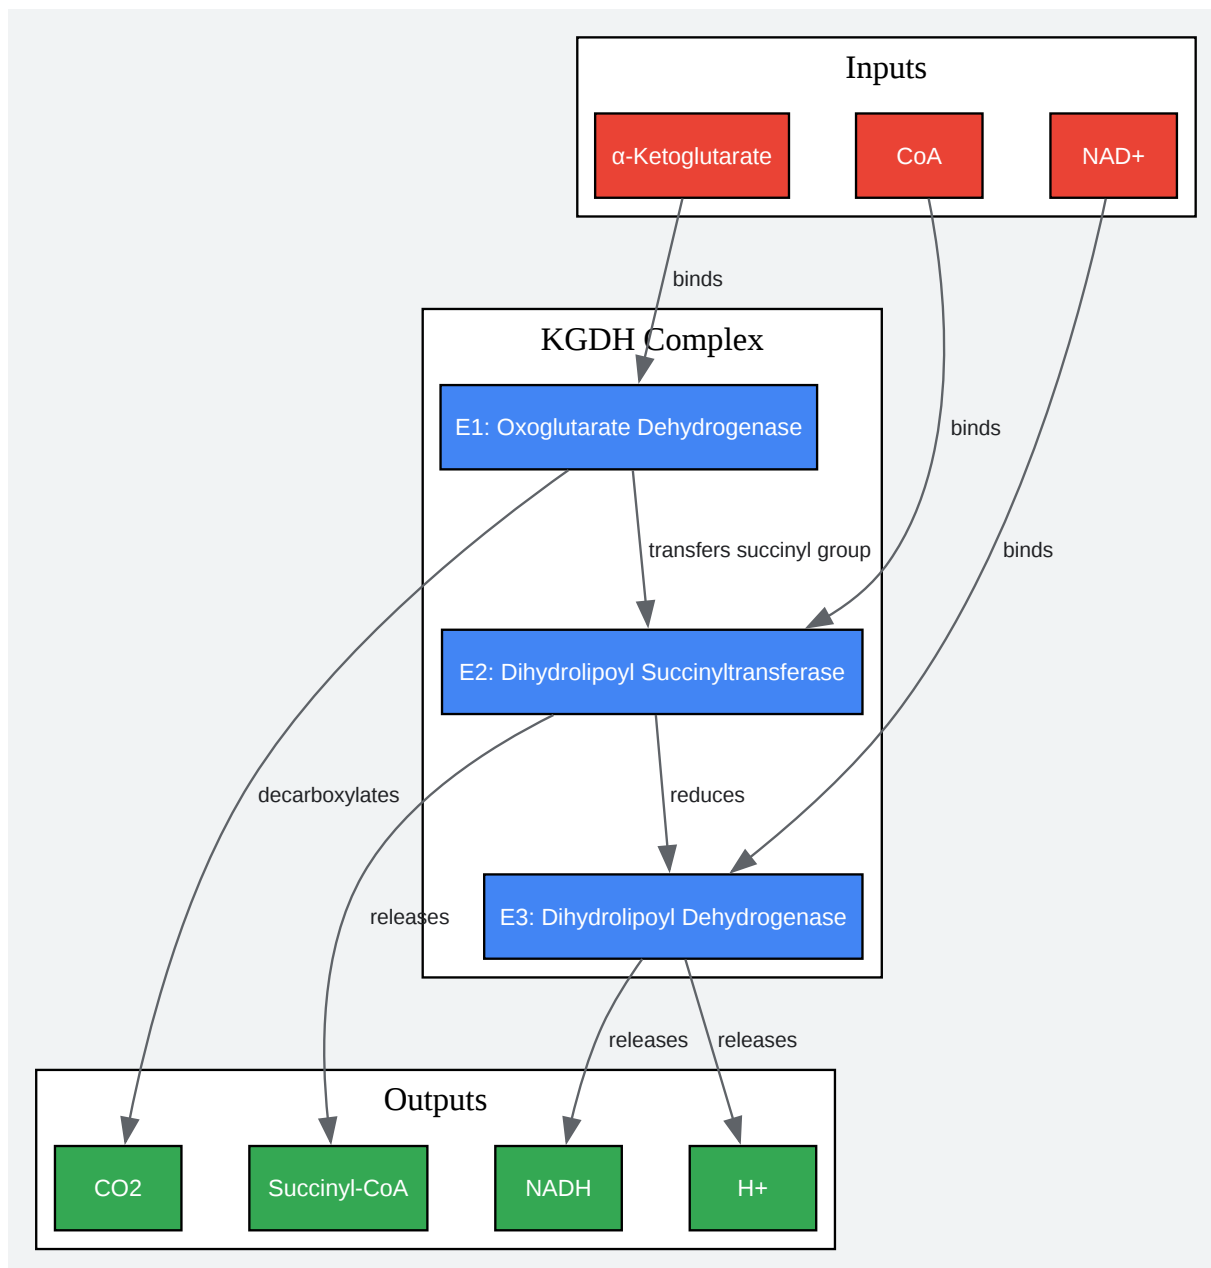 Inputs
α-Ketoglutarate
CoA
NAD+
binds
KGDH Complex
E1: Oxoglutarate Dehydrogenase
binds
transfers succinyl group
binds
E2: Dihydrolipoyl Succinyltransferase
decarboxylates
reduces
releases
E3: Dihydrolipoyl Dehydrogenase
releases
releases
Outputs
CO2
Succinyl-CoA
NADH
H+